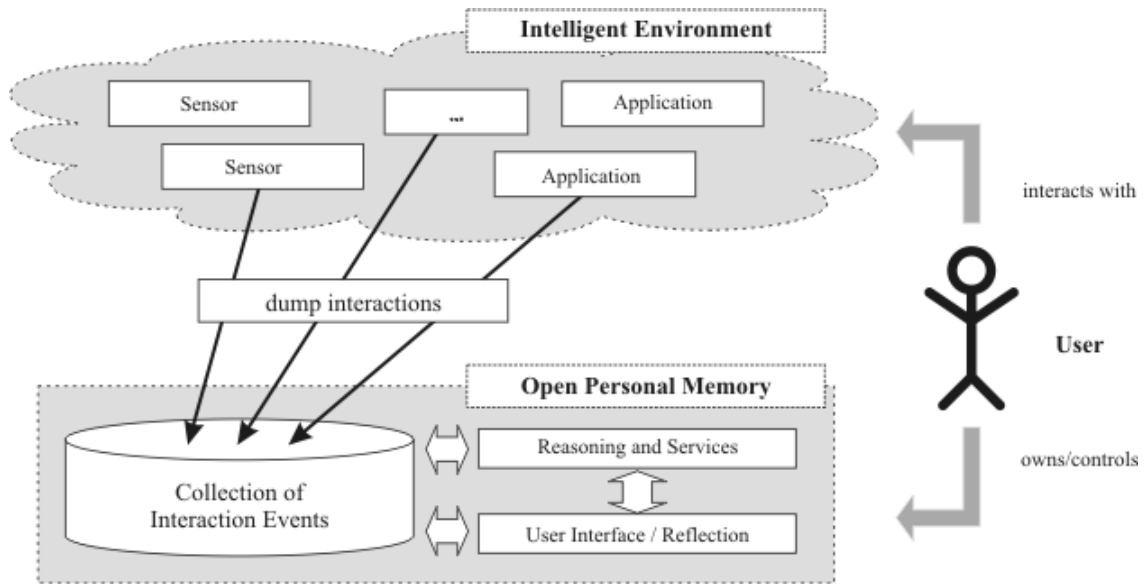 Intelligent Environment
Sensor
...
Application
Sensor
Application
interacts with
dump interactions
User
Open Personal Memory
Reasoning and Services
owns/controls
Collection of
Interaction Events
User Interface / Reflection